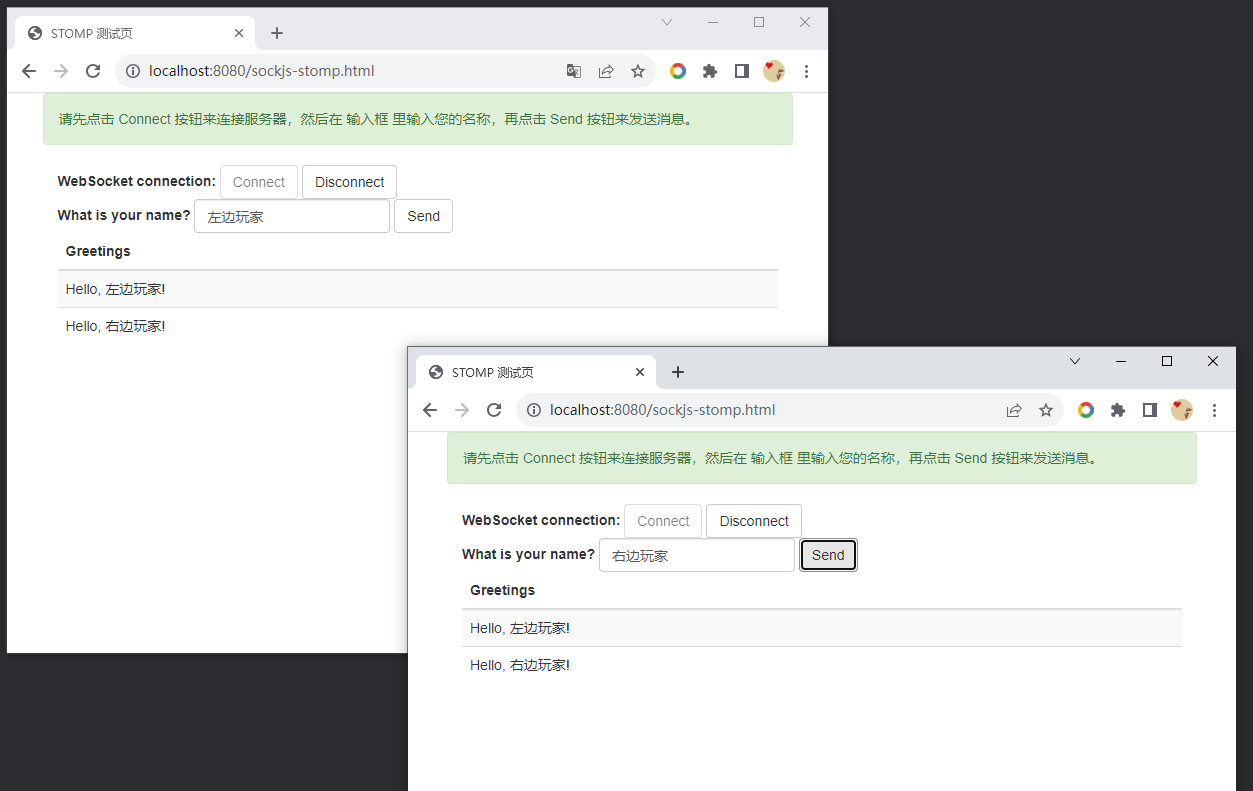 STOMP 测试页
localhost:8080/sockjs-stomp.html
请先点击 Connect 按钮来连接服务器，然后在 输入框 里输入您的名称，再点击 Send 按钮来发送消息。
WebSocket connection: Connect Disconnect
What is your name? 左边玩家 Send
Greetings
Hello, 左边玩家!
Hello, 右边玩家!
STOMP 测试页
localhost:8080/sockjs-stomp.html
请先点击 Connect 按钮来连接服务器，然后在 输入框 里输入您的名称，再点击 Send 按钮来发送消息。
WebSocket connection: Connect Disconnect
What is your name? 右边玩家 Send
Greetings
Hello, 左边玩家!
Hello, 右边玩家!